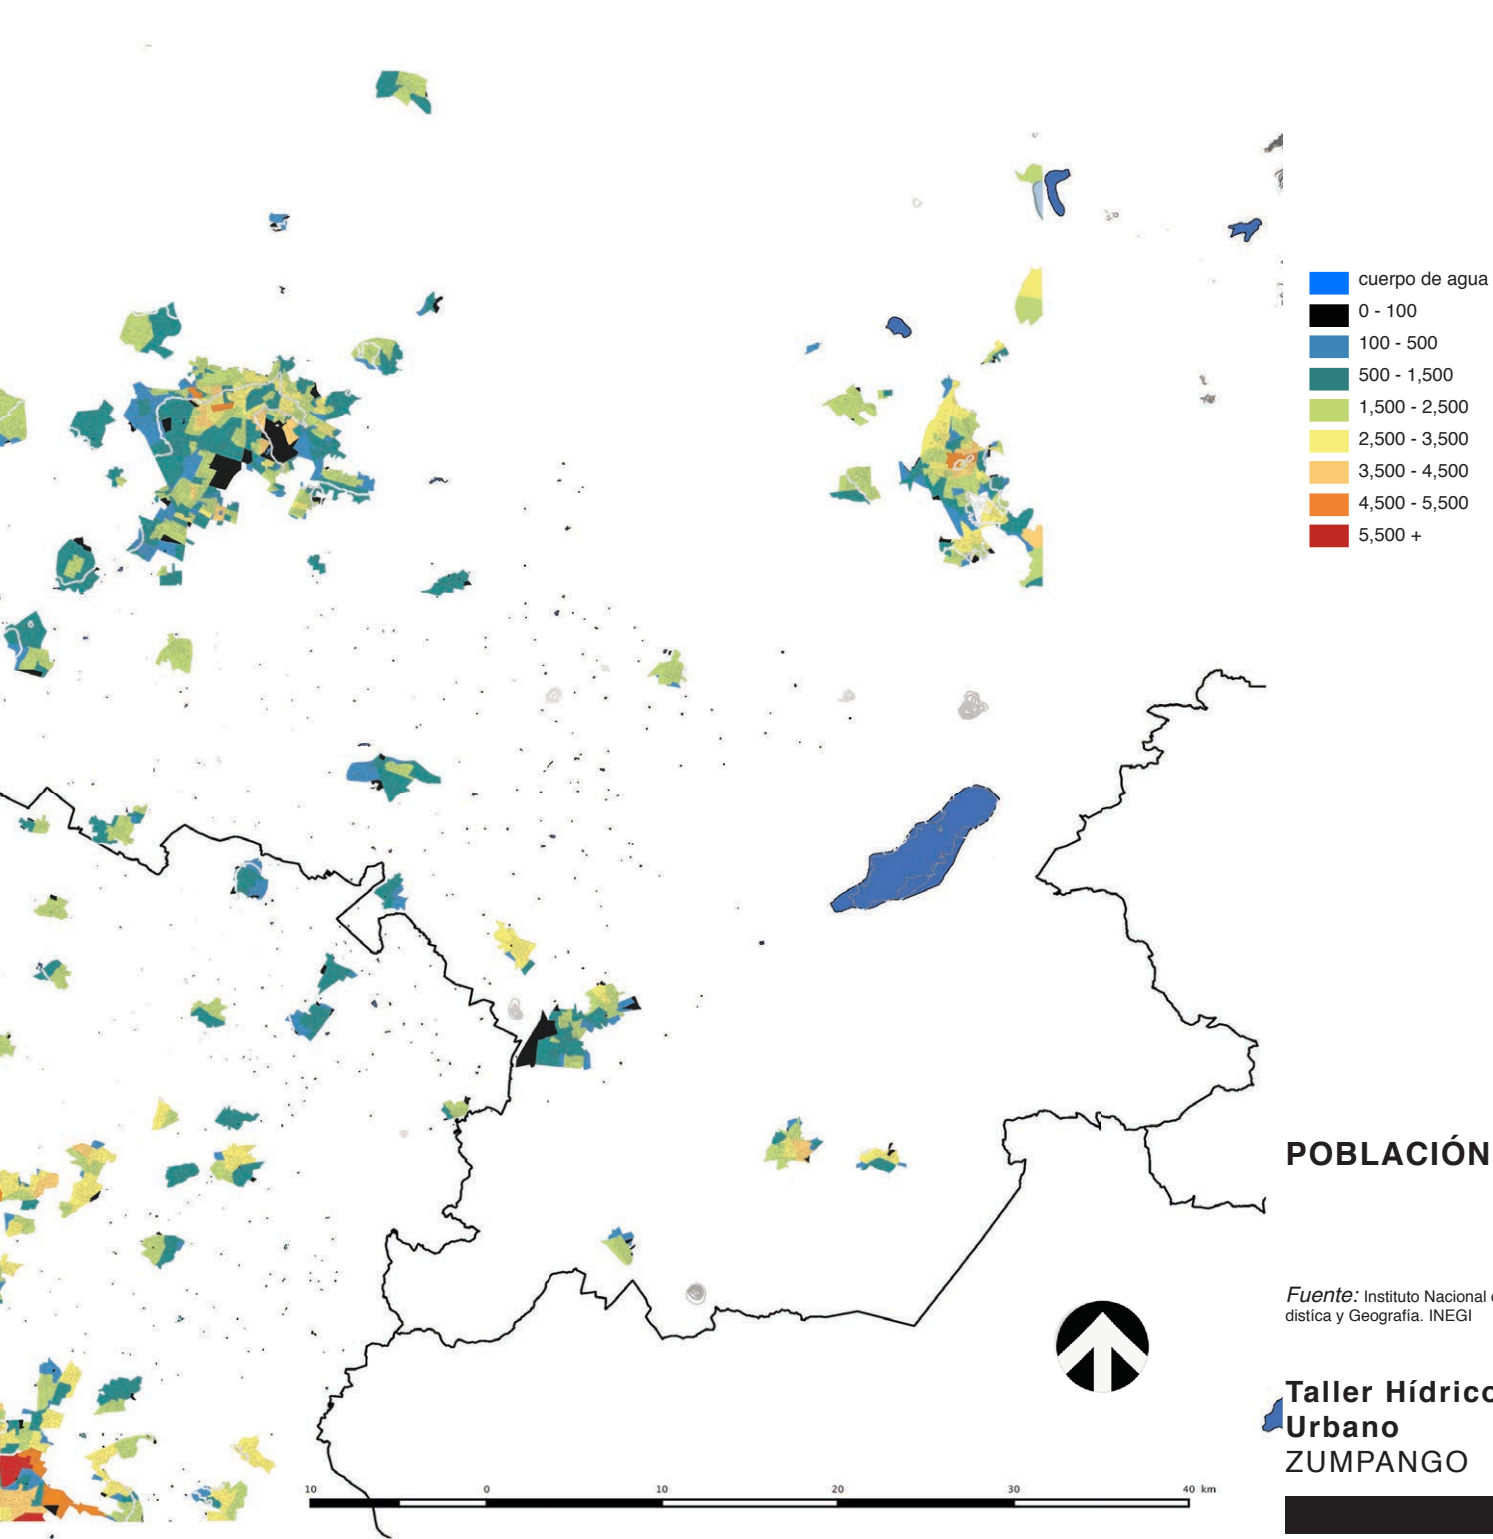 cuerpo de agua
0 - 100
100 - 500
500 - 1,500
1,500 - 2,500
2,500 - 3,500
3,500 - 4,500
4,500 - 5,500
5,500 +
POBLACIÓN
Fuente: Instituto Nacional
distíca y Geografía. INEGI
Taller Hídrico
Urbano
ZUMPANGO
10 0 10 20 30 40 km